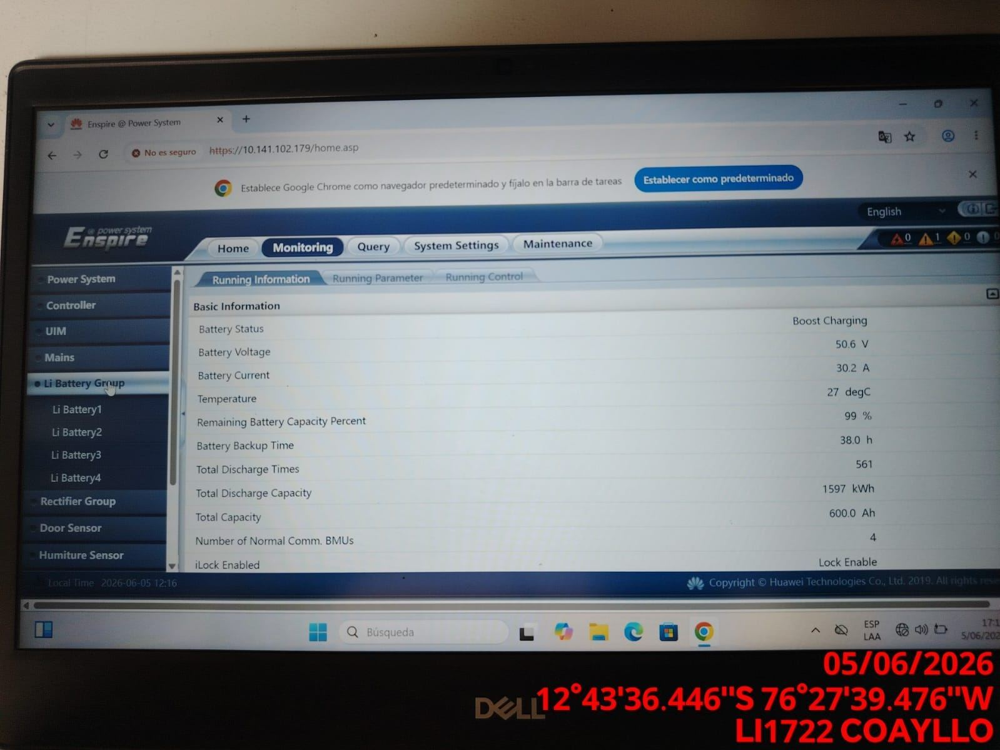 Enspire @ Power System
No es seguro https://10.141.102.179/home.asp
Establece Google Chrome como navegador predeterminado y fíjalo en la barra de tareas Establecer como predeterminado
English
@ power system
Enspire
Home Monitoring Query System Settings Maintenance
0 1 0 0
Power System
Controller
UIM
Mains
Li Battery Group
Li Battery1
Li Battery2
Li Battery3
Li Battery4
Rectifier Group
Door Sensor
Humiture Sensor
Running Information Running Parameter Running Control
Basic Information
Battery Status Boost Charging
Battery Voltage 50.6 V
Battery Current 30.2 A
Temperature 27 degC
Remaining Battery Capacity Percent 99 %
Battery Backup Time 38.0 h
Total Discharge Times 561
Total Discharge Capacity 1597 kWh
Total Capacity 600.0 Ah
Number of Normal Comm. BMUs 4
iLock Enabled Lock Enable
Local Time 2026-06-05 12:16
Copyright © Huawei Technologies Co., Ltd. 2019. All rights rese
Búsqueda
ESP
LAA
17:1
5/06/202
DELL
05/06/2026
12°43'36.446"S 76°27'39.476"W
LI1722 COAYLLO